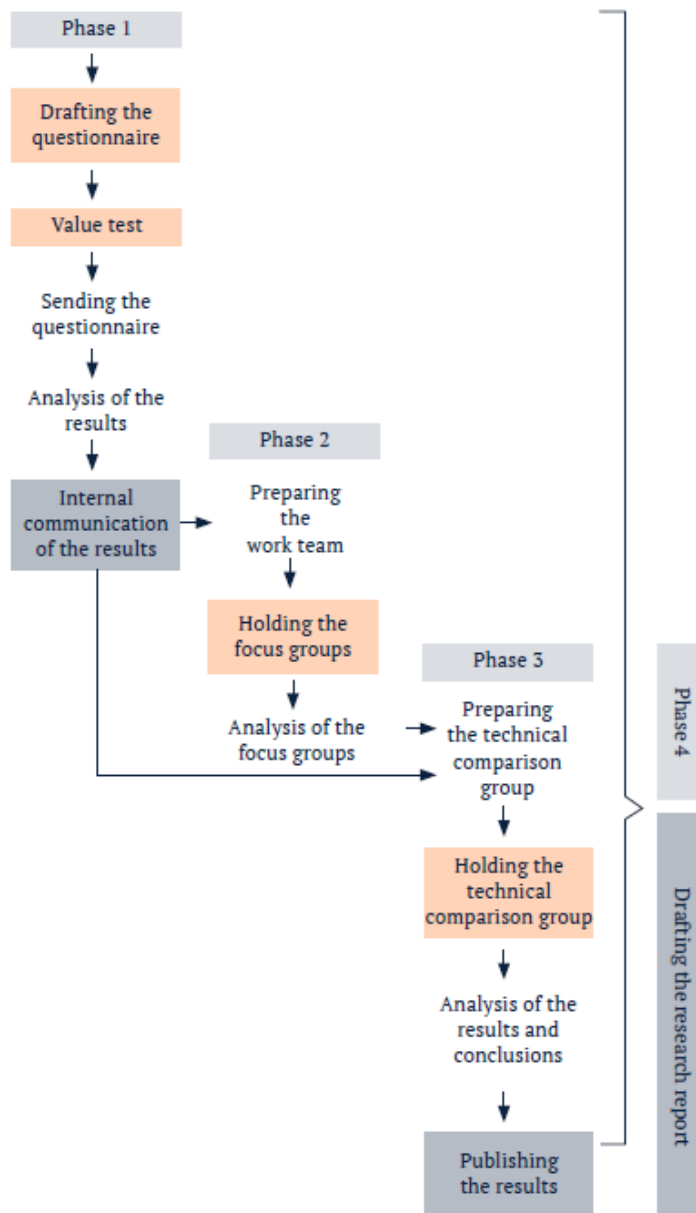 Phase 1
Drafting the
questionnaire
Value test
Sending the
questionnaire
Analysis of the
results
Internal
communication
of the results
Phase 2
Preparing
the
work team
Holding the
focus groups
Analysis of the
focus groups
Phase 3
Preparing
the technical
comparison
group
Holding the
technical
comparison group
Analysis of the
results and
conclusions
Publishing
the results
Phase 4
Drafting the research report